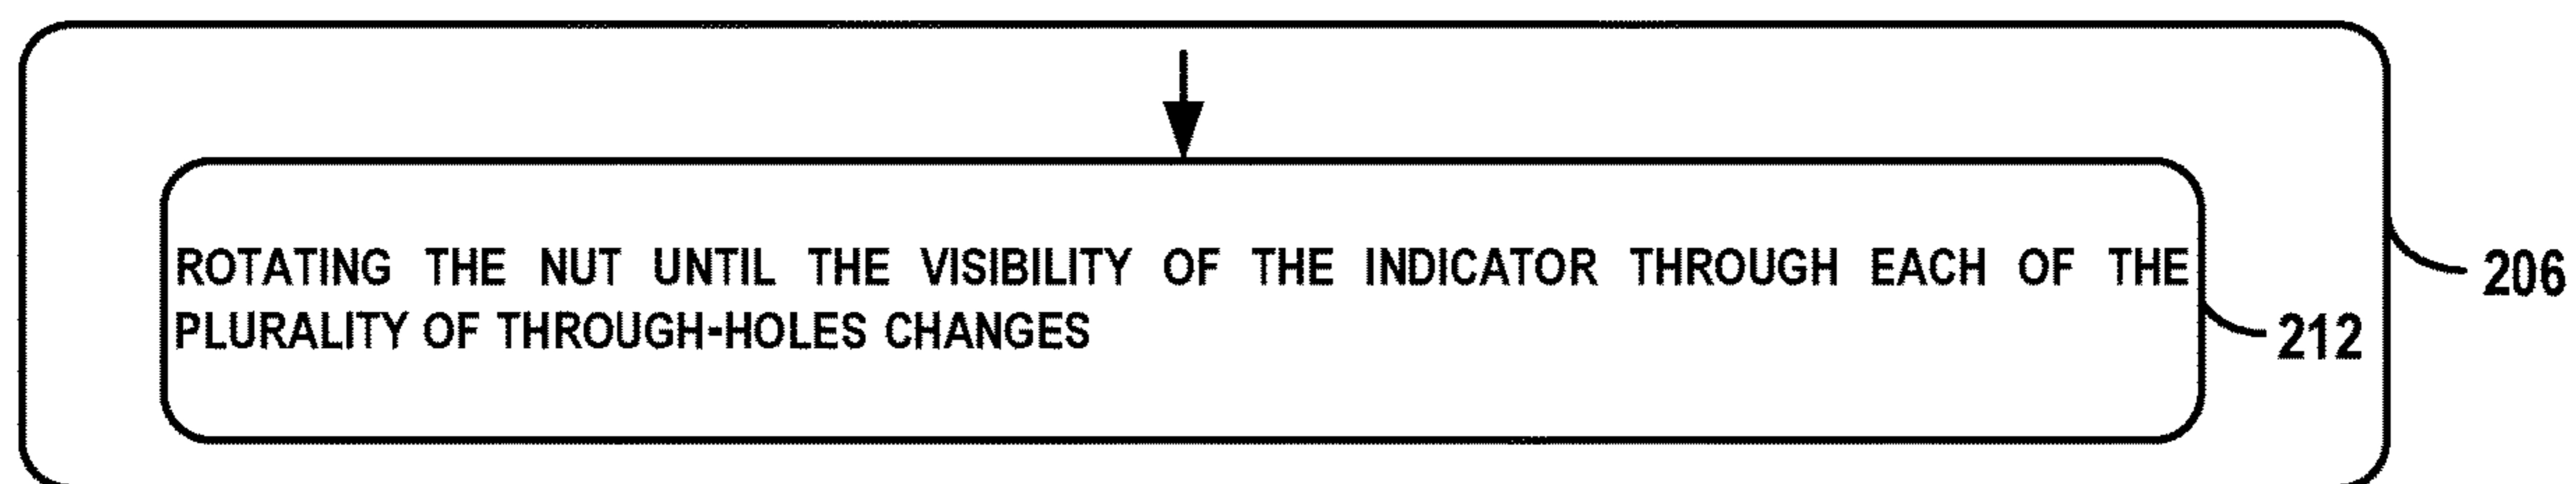 ROTATING THE NUT UNTIL THE VISIBILITY OF THE INDICATOR THROUGH EACH OF THE
PLURALITY OF THROUGH-HOLES CHANGES
206
212